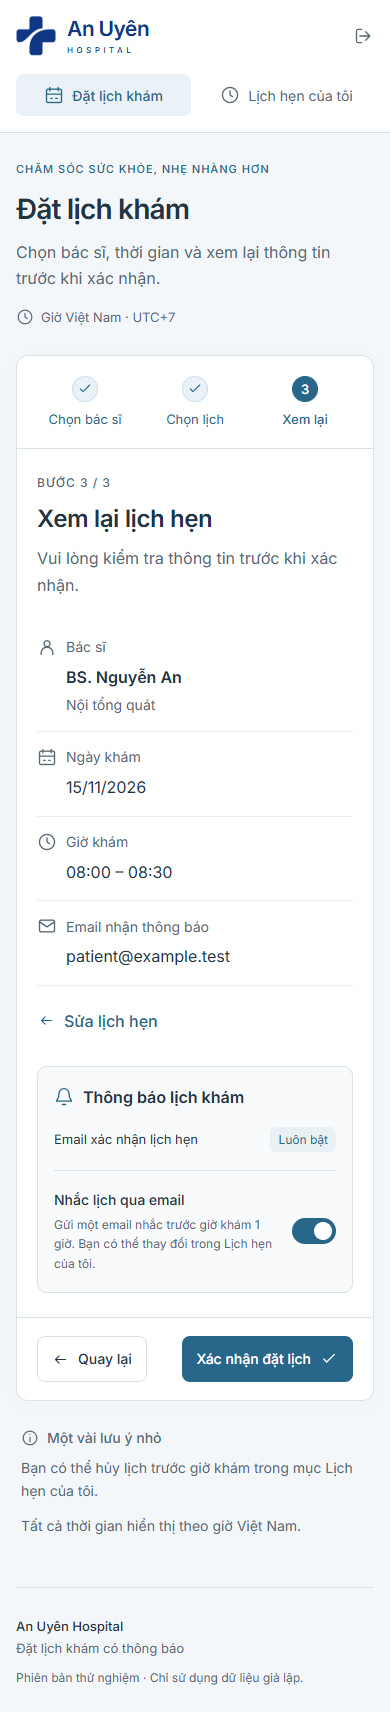 An Uyên
HOSPITAL
Đặt lịch khám
Lịch hẹn của tôi
CHĂM SÓC SỨC KHỎE, NHẸ NHÀNG HƠN
Đặt lịch khám
Chọn bác sĩ, thời gian và xem lại thông tin
trước khi xác nhận.
Giờ Việt Nam · UTC+7
Chọn bác sĩ
Chọn lịch
3
Xem lại
BƯỚC 3 / 3
Xem lại lịch hẹn
Vui lòng kiểm tra thông tin trước khi xác
nhận.
Bác sĩ
BS. Nguyễn An
Nội tổng quát
Ngày khám
15/11/2026
Giờ khám
08:00 – 08:30
Email nhận thông báo
patient@example.test
Sửa lịch hẹn
Thông báo lịch khám
Email xác nhận lịch hẹn
Luôn bật
Nhắc lịch qua email
Gửi một email nhắc trước giờ khám 1
giờ. Bạn có thể thay đổi trong Lịch hẹn
của tôi.
Quay lại
Xác nhận đặt lịch
Một vài lưu ý nhỏ
Bạn có thể hủy lịch trước giờ khám trong mục Lịch
hẹn của tôi.
Tất cả thời gian hiển thị theo giờ Việt Nam.
An Uyên Hospital
Đặt lịch khám có thông báo
Phiên bản thử nghiệm · Chỉ sử dụng dữ liệu giả lập.